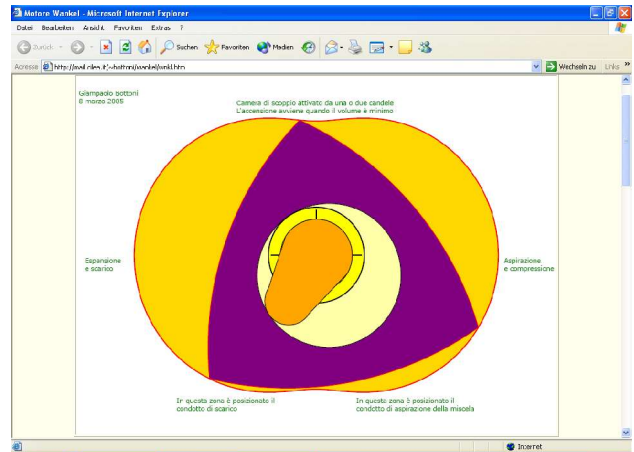 Motore Wankel - Microsoft Internet Explorer
Datei Bearbeiten Ansicht Favoriten Extras ?
Zurück Suchen Favoriten Medien
Adresse Wechseln zu Links »
Giampaolo Bottoni
8 marzo 2005
Camera di scoppio attivata da una o due candele
L'accensione avviene quando il volume è minimo
Espansione
e scarico
Aspirazione
e compressione
In questa zona è posizionato il
condotto di scarico
In questa zona è posizionato il
condotto di aspirazione della miscela
Internet